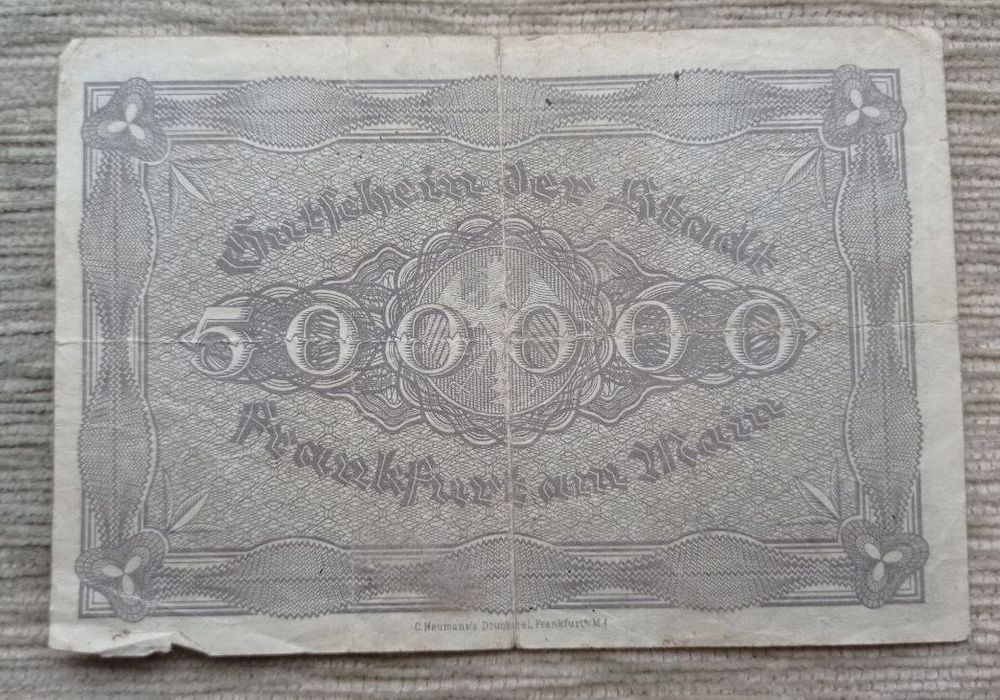 Gutschein der Stadt
500000
Frankfurt am Main
C. Naumann's Druckerei, Frankfurt a/M.